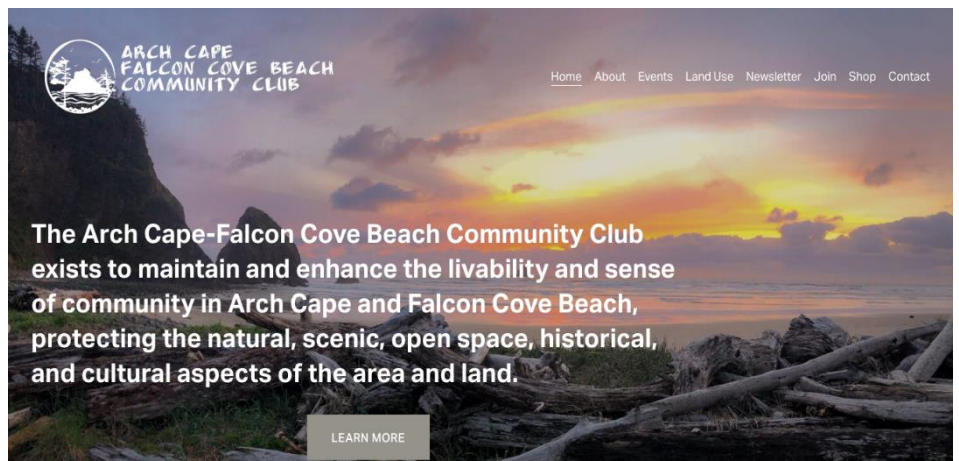 ARCH CAPE
FALCON COVE BEACH
COMMUNITY CLUB
Home About Events Land Use Newsletter Join Shop Contact
The Arch Cape-Falcon Cove Beach Community Club
exists to maintain and enhance the livability and sense
of community in Arch Cape and Falcon Cove Beach,
protecting the natural, scenic, open space, historical,
and cultural aspects of the area and land.
LEARN MORE